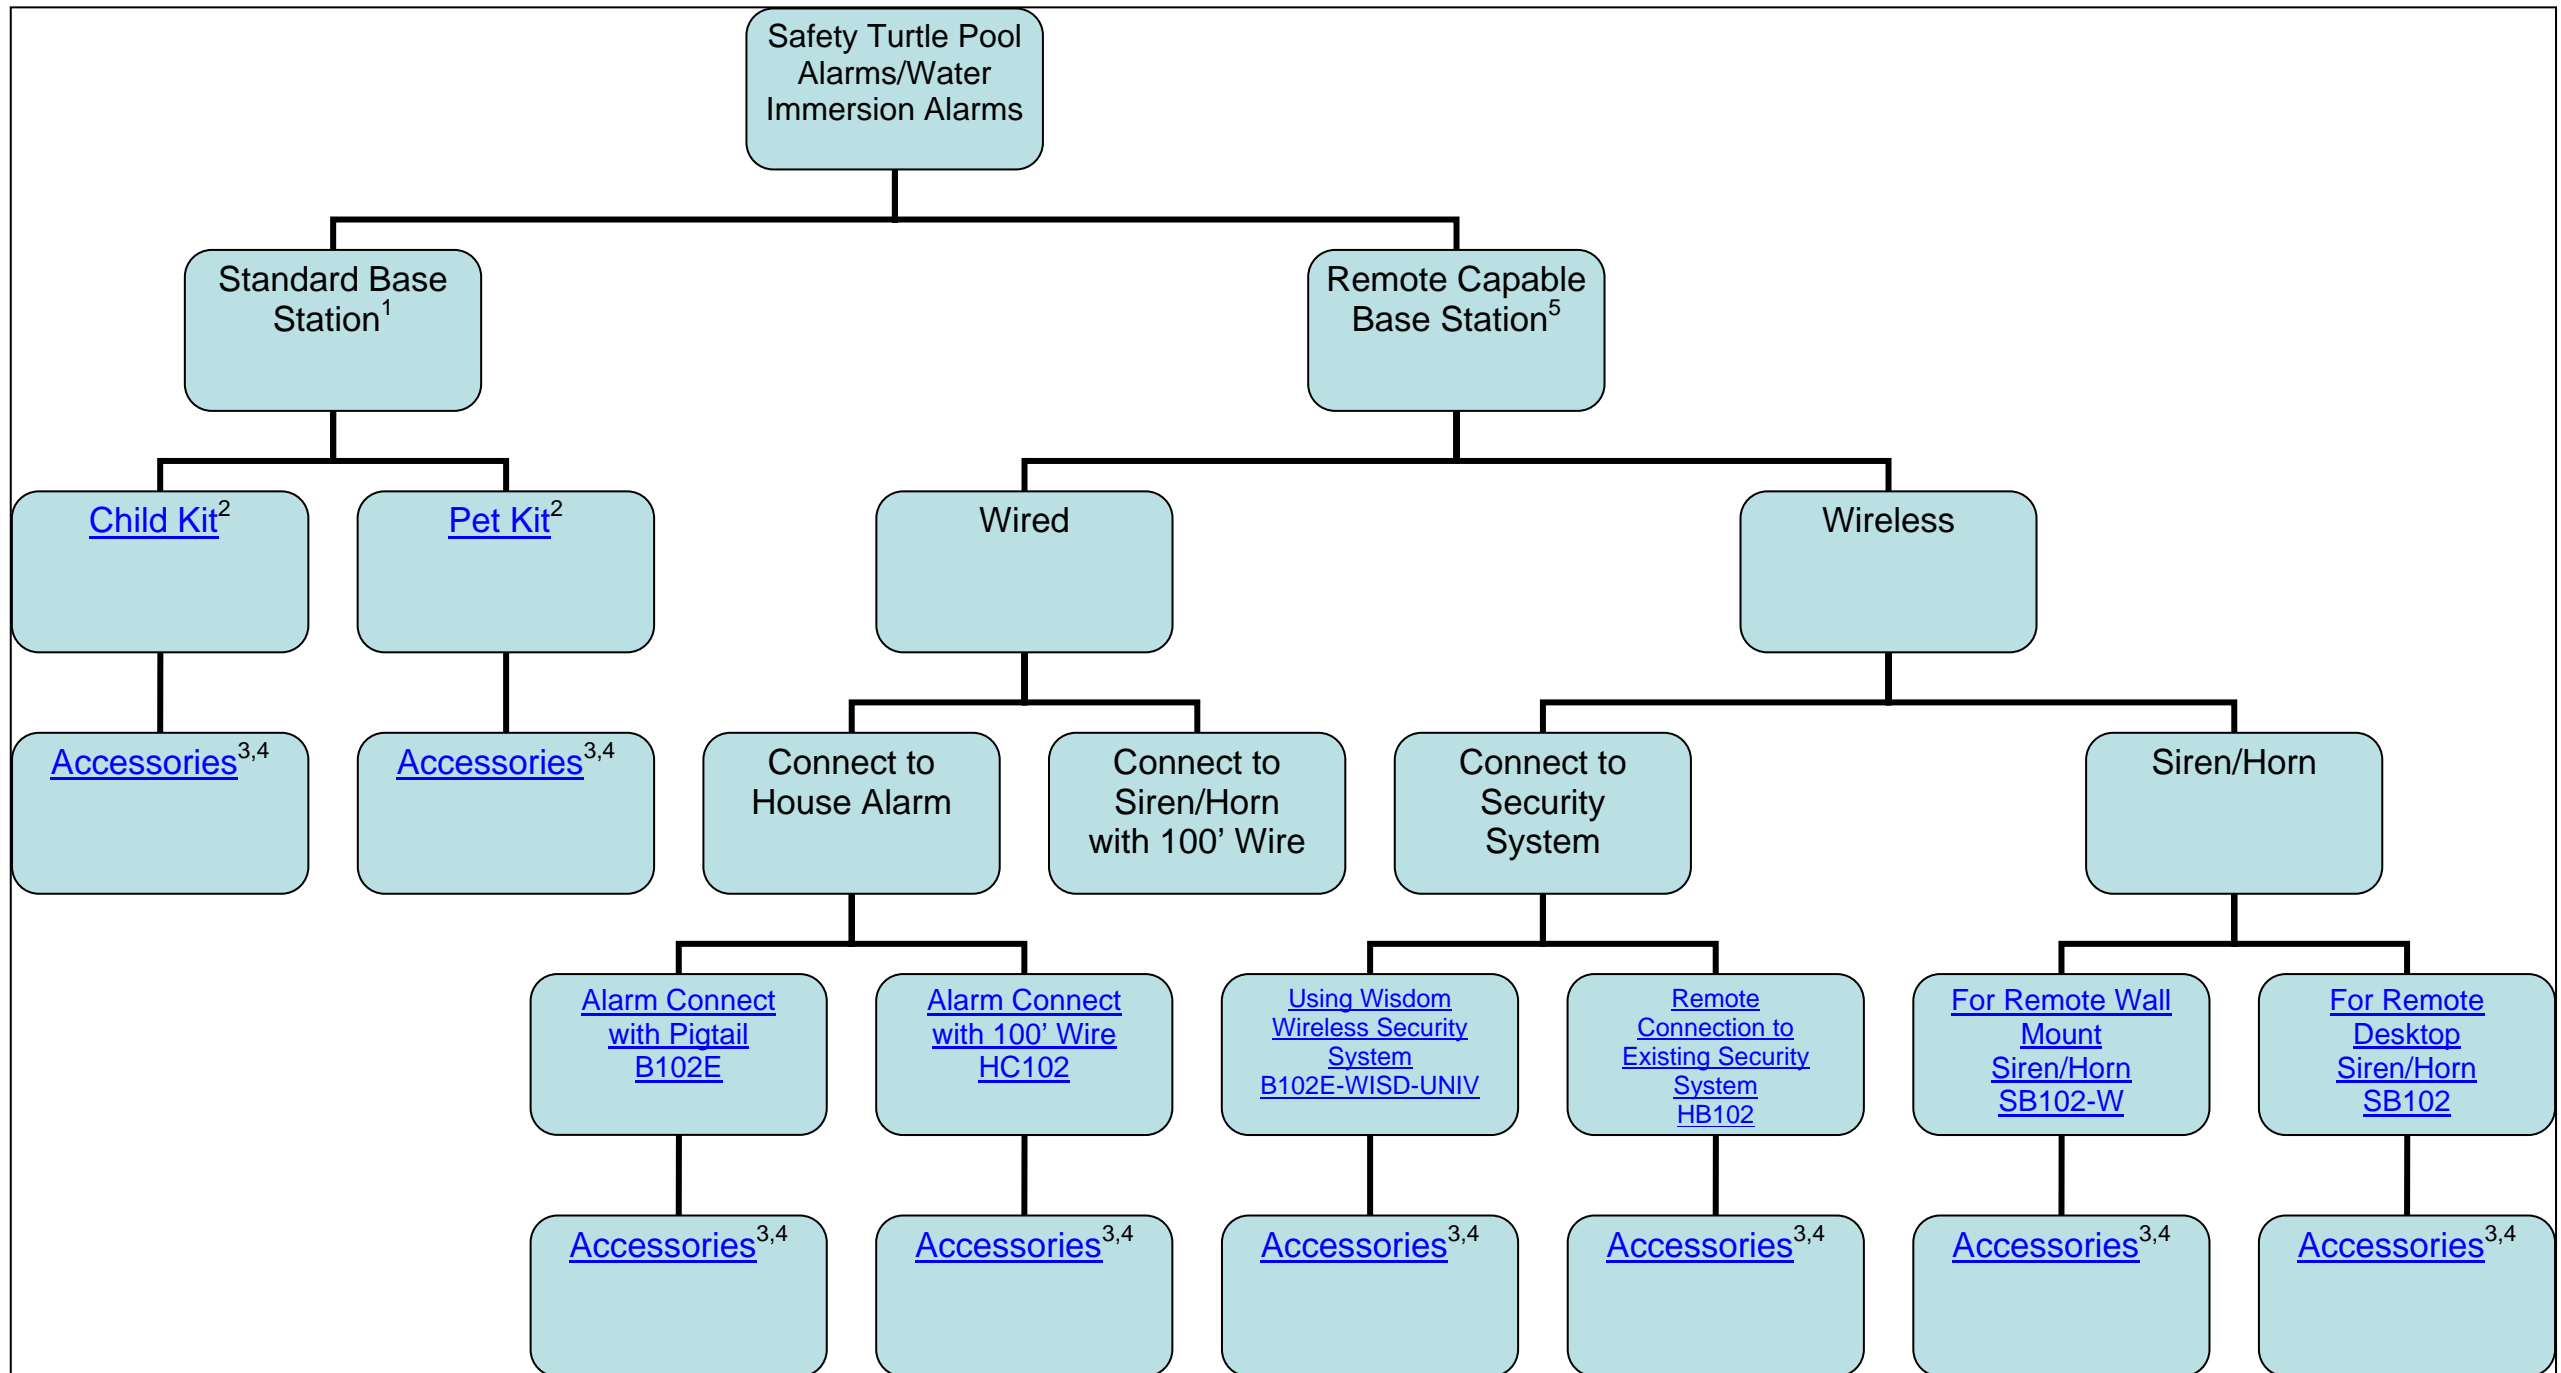 Safety Turtle Pool
Alarms/Water
Immersion Alarms
Standard Base
Station1
Remote Capable
Base Station5
Child Kit2
Pet Kit2
Wired
Wireless
Accessories3,4
Accessories3,4
Connect to
House Alarm
Connect to
Siren/Horn
with 100’ Wire
Connect to
Security
System
Siren/Horn
Alarm Connect
with Pigtail
B102E
Alarm Connect
with 100’ Wire
HC102
Using Wisdom
Wireless Security
System
B102E-WISD-UNIV
Remote
Connection to
Existing Security
System
HB102
For Remote Wall
Mount
Siren/Horn
SB102-W
For Remote
Desktop
Siren/Horn
SB102
Accessories3,4
Accessories3,4
Accessories3,4
Accessories3,4
Accessories3,4
Accessories3,4